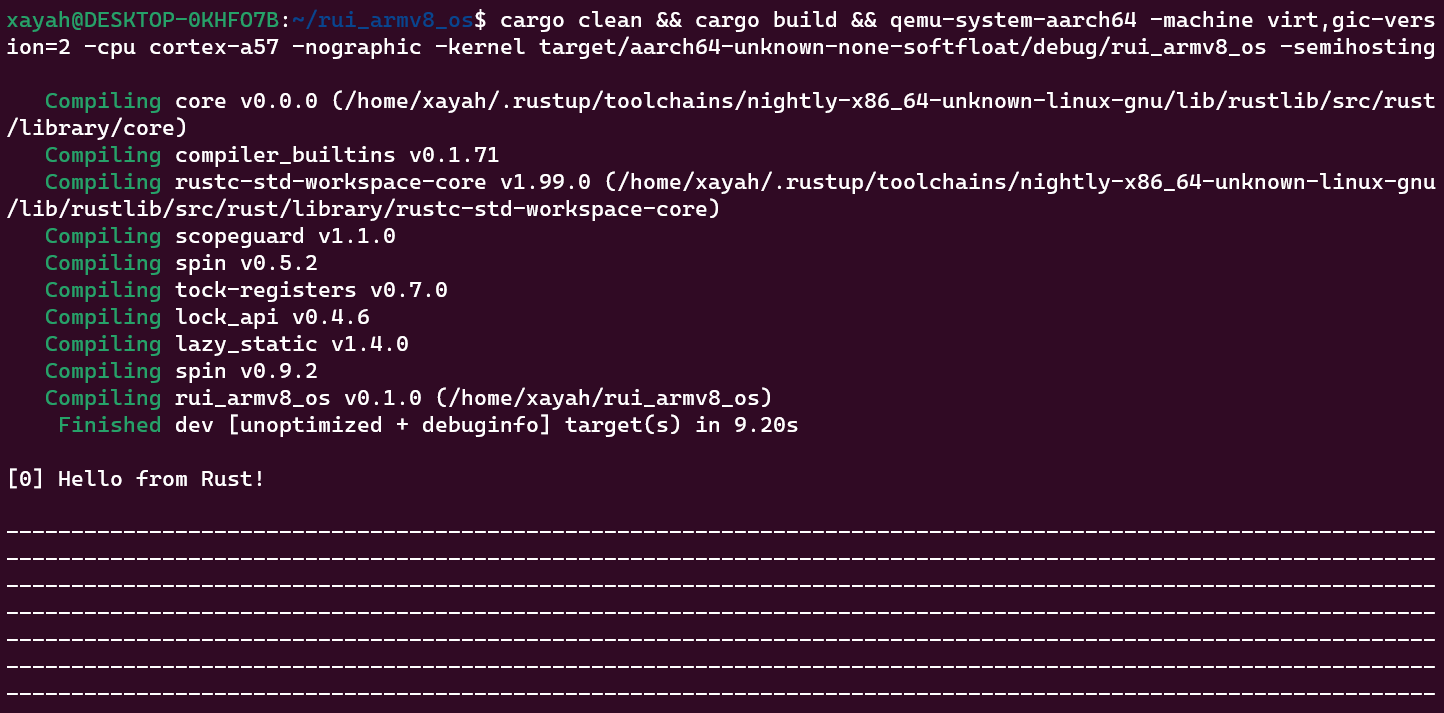 xayah@DESKTOP-0KHFO7B:~/rui_armv8_os$ cargo clean && cargo build && qemu-system-aarch64 -machine virt,gic-vers
ion=2 -cpu cortex-a57 -nographic -kernel target/aarch64-unknown-none-softfloat/debug/rui_armv8_os -semihosting
Compiling core v0.0.0 (/home/xayah/.rustup/toolchains/nightly-x86_64-unknown-linux-gnu/lib/rustlib/src/rust
/library/core)
Compiling compiler_builtins v0.1.71
Compiling rustc-std-workspace-core v1.99.0 (/home/xayah/.rustup/toolchains/nightly-x86_64-unknown-linux-gnu
/lib/rustlib/src/rust/library/rustc-std-workspace-core)
Compiling scopeguard v1.1.0
Compiling spin v0.5.2
Compiling tock-registers v0.7.0
Compiling lock_api v0.4.6
Compiling lazy_static v1.4.0
Compiling spin v0.9.2
Compiling rui_armv8_os v0.1.0 (/home/xayah/rui_armv8_os)
Finished dev [unoptimized + debuginfo] target(s) in 9.20s
[0] Hello from Rust!
--------------------------------------------------------------------------------------------------------------
--------------------------------------------------------------------------------------------------------------
--------------------------------------------------------------------------------------------------------------
--------------------------------------------------------------------------------------------------------------
--------------------------------------------------------------------------------------------------------------
--------------------------------------------------------------------------------------------------------------
--------------------------------------------------------------------------------------------------------------